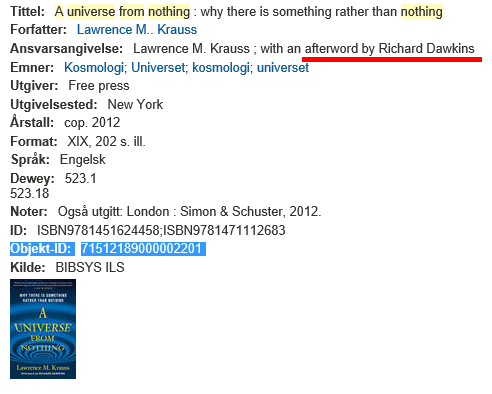 Tittel: A universe from nothing : why there is something rather than nothing
Forfatter: Lawrence M.. Krauss
Ansvarsangivelse: Lawrence M. Krauss ; with an afterword by Richard Dawkins
Emner: Kosmologi; Universet; kosmologi; universet
Utgiver: Free press
Utgivelsested: New York
Årstall: cop. 2012
Format: XIX, 202 s. ill.
Språk: Engelsk
Dewey: 523.1
523.18
Noter: Også utgitt: London : Simon & Schuster, 2012.
ID: ISBN9781451624458;ISBN9781471112683
Objekt-ID: 71512189000002201
Kilde: BIBSYS ILS
WHY THERE IS SOMETHING
RATHER THAN NOTHING
A
UNIVERSE
FROM
NOTHING
Lawrence M. Krauss